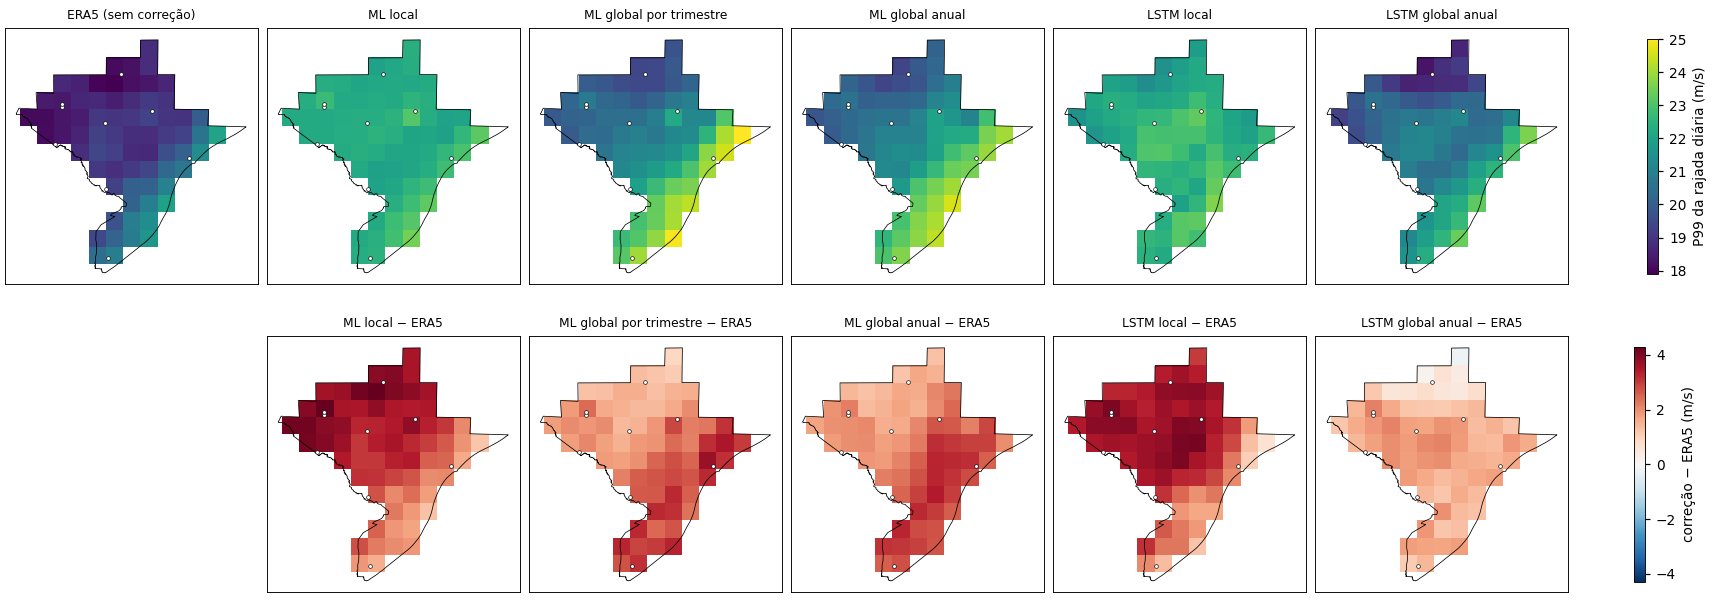 ERA5 (sem correção)
ML local
ML global por trimestre
ML global anual
LSTM local
LSTM global anual
25
24
23
22
21
20
19
18
P99 da rajada diária (m/s)
ML local − ERA5
ML global por trimestre − ERA5
ML global anual − ERA5
LSTM local − ERA5
LSTM global anual − ERA5
4
2
0
−2
−4
correção − ERA5 (m/s)